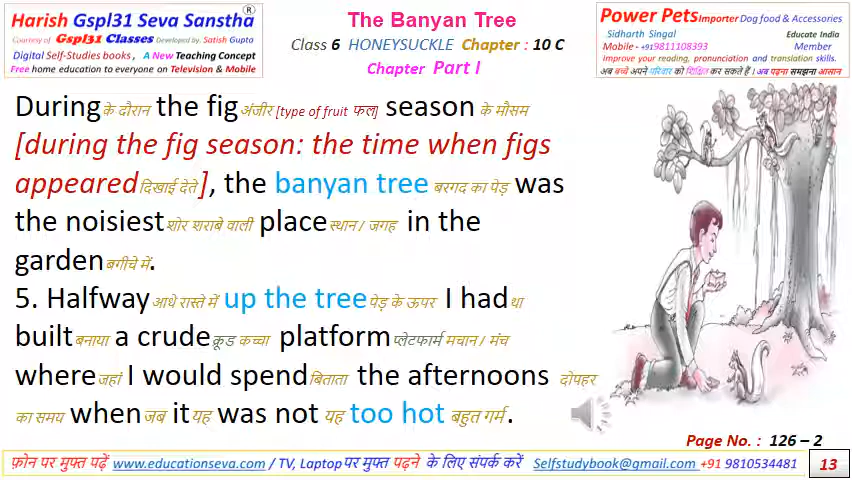 Harish Gspl31 Seva Sanstha ®
Courtesy of Gspl31 Classes Developed by. Satish Gupta
Digital Self-Studies books, A New Teaching Concept
Free home education to everyone on Television & Mobile
The Banyan Tree
Class 6 HONEYSUCKLE Chapter : 10 C
Chapter Part I
Power Pets Importer Dog food & Accessories
Sidharth Singal Educate India
Mobile - +91 9811108393 Member
Improve your reading, pronunciation and translation skills.
अब बच्चे अपने परिवार को शिक्षित कर सकते हैं । अब पढ़ना समझना आसान
During के दौरान the fig अंजीर [type of fruit फल] season के मौसम
[during the fig season: the time when figs
appeared दिखाई देते], the banyan tree बरगद का पेड़ was
the noisiest शोर शराबे वाली place स्थान / जगह in the
garden बगीचे में.
5. Halfway आधे रास्ते में up the tree पेड़ के ऊपर I had था
built बनाया a crude क्रूड कच्चा platform प्लेटफार्म मचान / मंच
where जहां I would spend बिताता the afternoons दोपहर
का समय when जब it यह was not यह too hot बहुत गर्म .
Page No. : 126 – 2
फ़ोन पर मुफ्त पढ़ें www.educationseva.com / TV, Laptop पर मुफ्त पढ़ने के लिए संपर्क करें Selfstudybook@gmail.com +91 9810534481 13